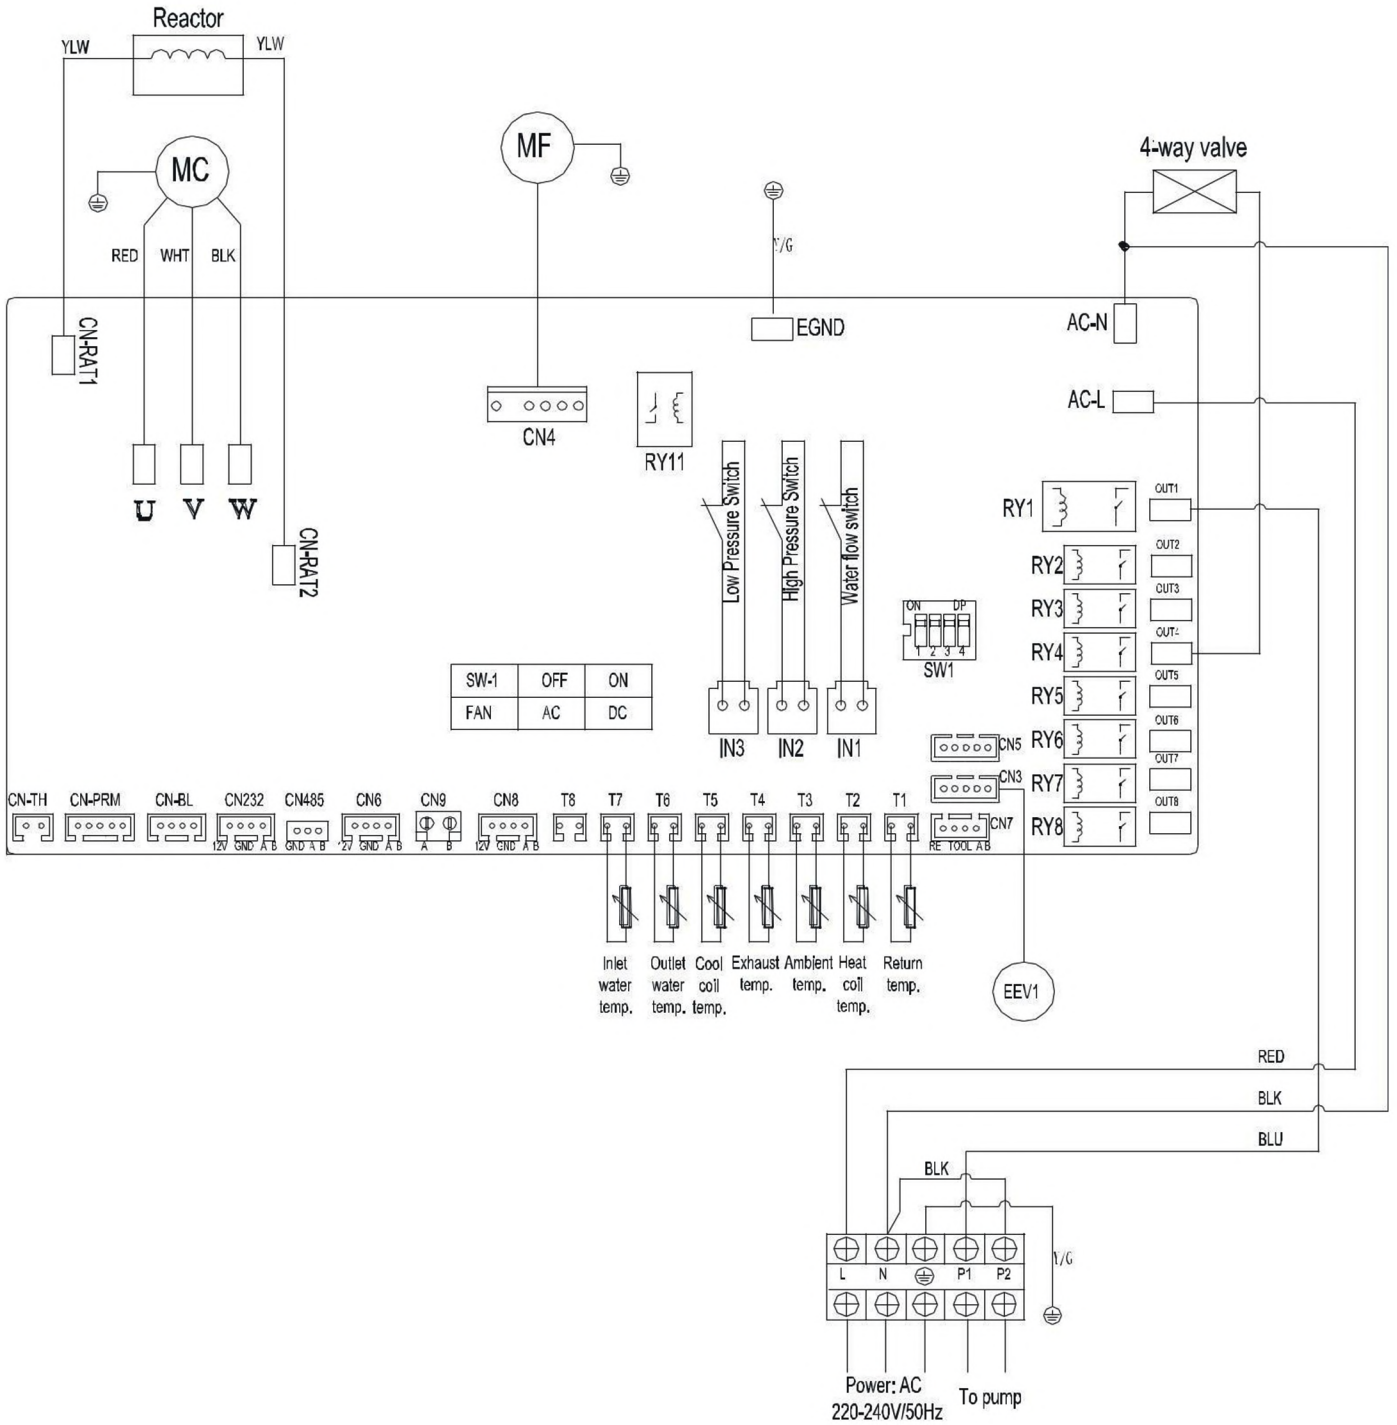 Reactor
YLW
YLW
MC
MF
4-way valve
RED
WHT
BLK
Y/G
CN-RAT1
EGND
AC-N
AC-L
CN4
RY11
U
V
W
CN-RAT2
Low Pressure Switch
High Pressure Switch
Water flow switch
RY1
OUT1
RY2
OUT2
RY3
OUT3
RY4
OUT4
RY5
OUT5
RY6
OUT6
RY7
OUT7
RY8
OUT8
ON DP
1 2 3 4
SW1
SW-1 OFF ON
FAN AC DC
IN3
IN2
IN1
CN5
CN3
CN7
RE TOOL A B
CN-TH
CN-PRM
CN-BL
CN232
CN485
CN6
CN9
CN8
T8
T7
T6
T5
T4
T3
T2
T1
12V GND A B
GND A B
12V GND A B
A B
12V GND A B
Inlet
water
temp.
Outlet
water
temp.
Cool
coil
temp.
Exhaust
temp.
Ambient
temp.
Heat
coil
temp.
Return
temp.
EEV1
RED
BLK
BLU
BLK
Y/G
L
N
P1
P2
Power: AC
220-240V/50Hz
To pump